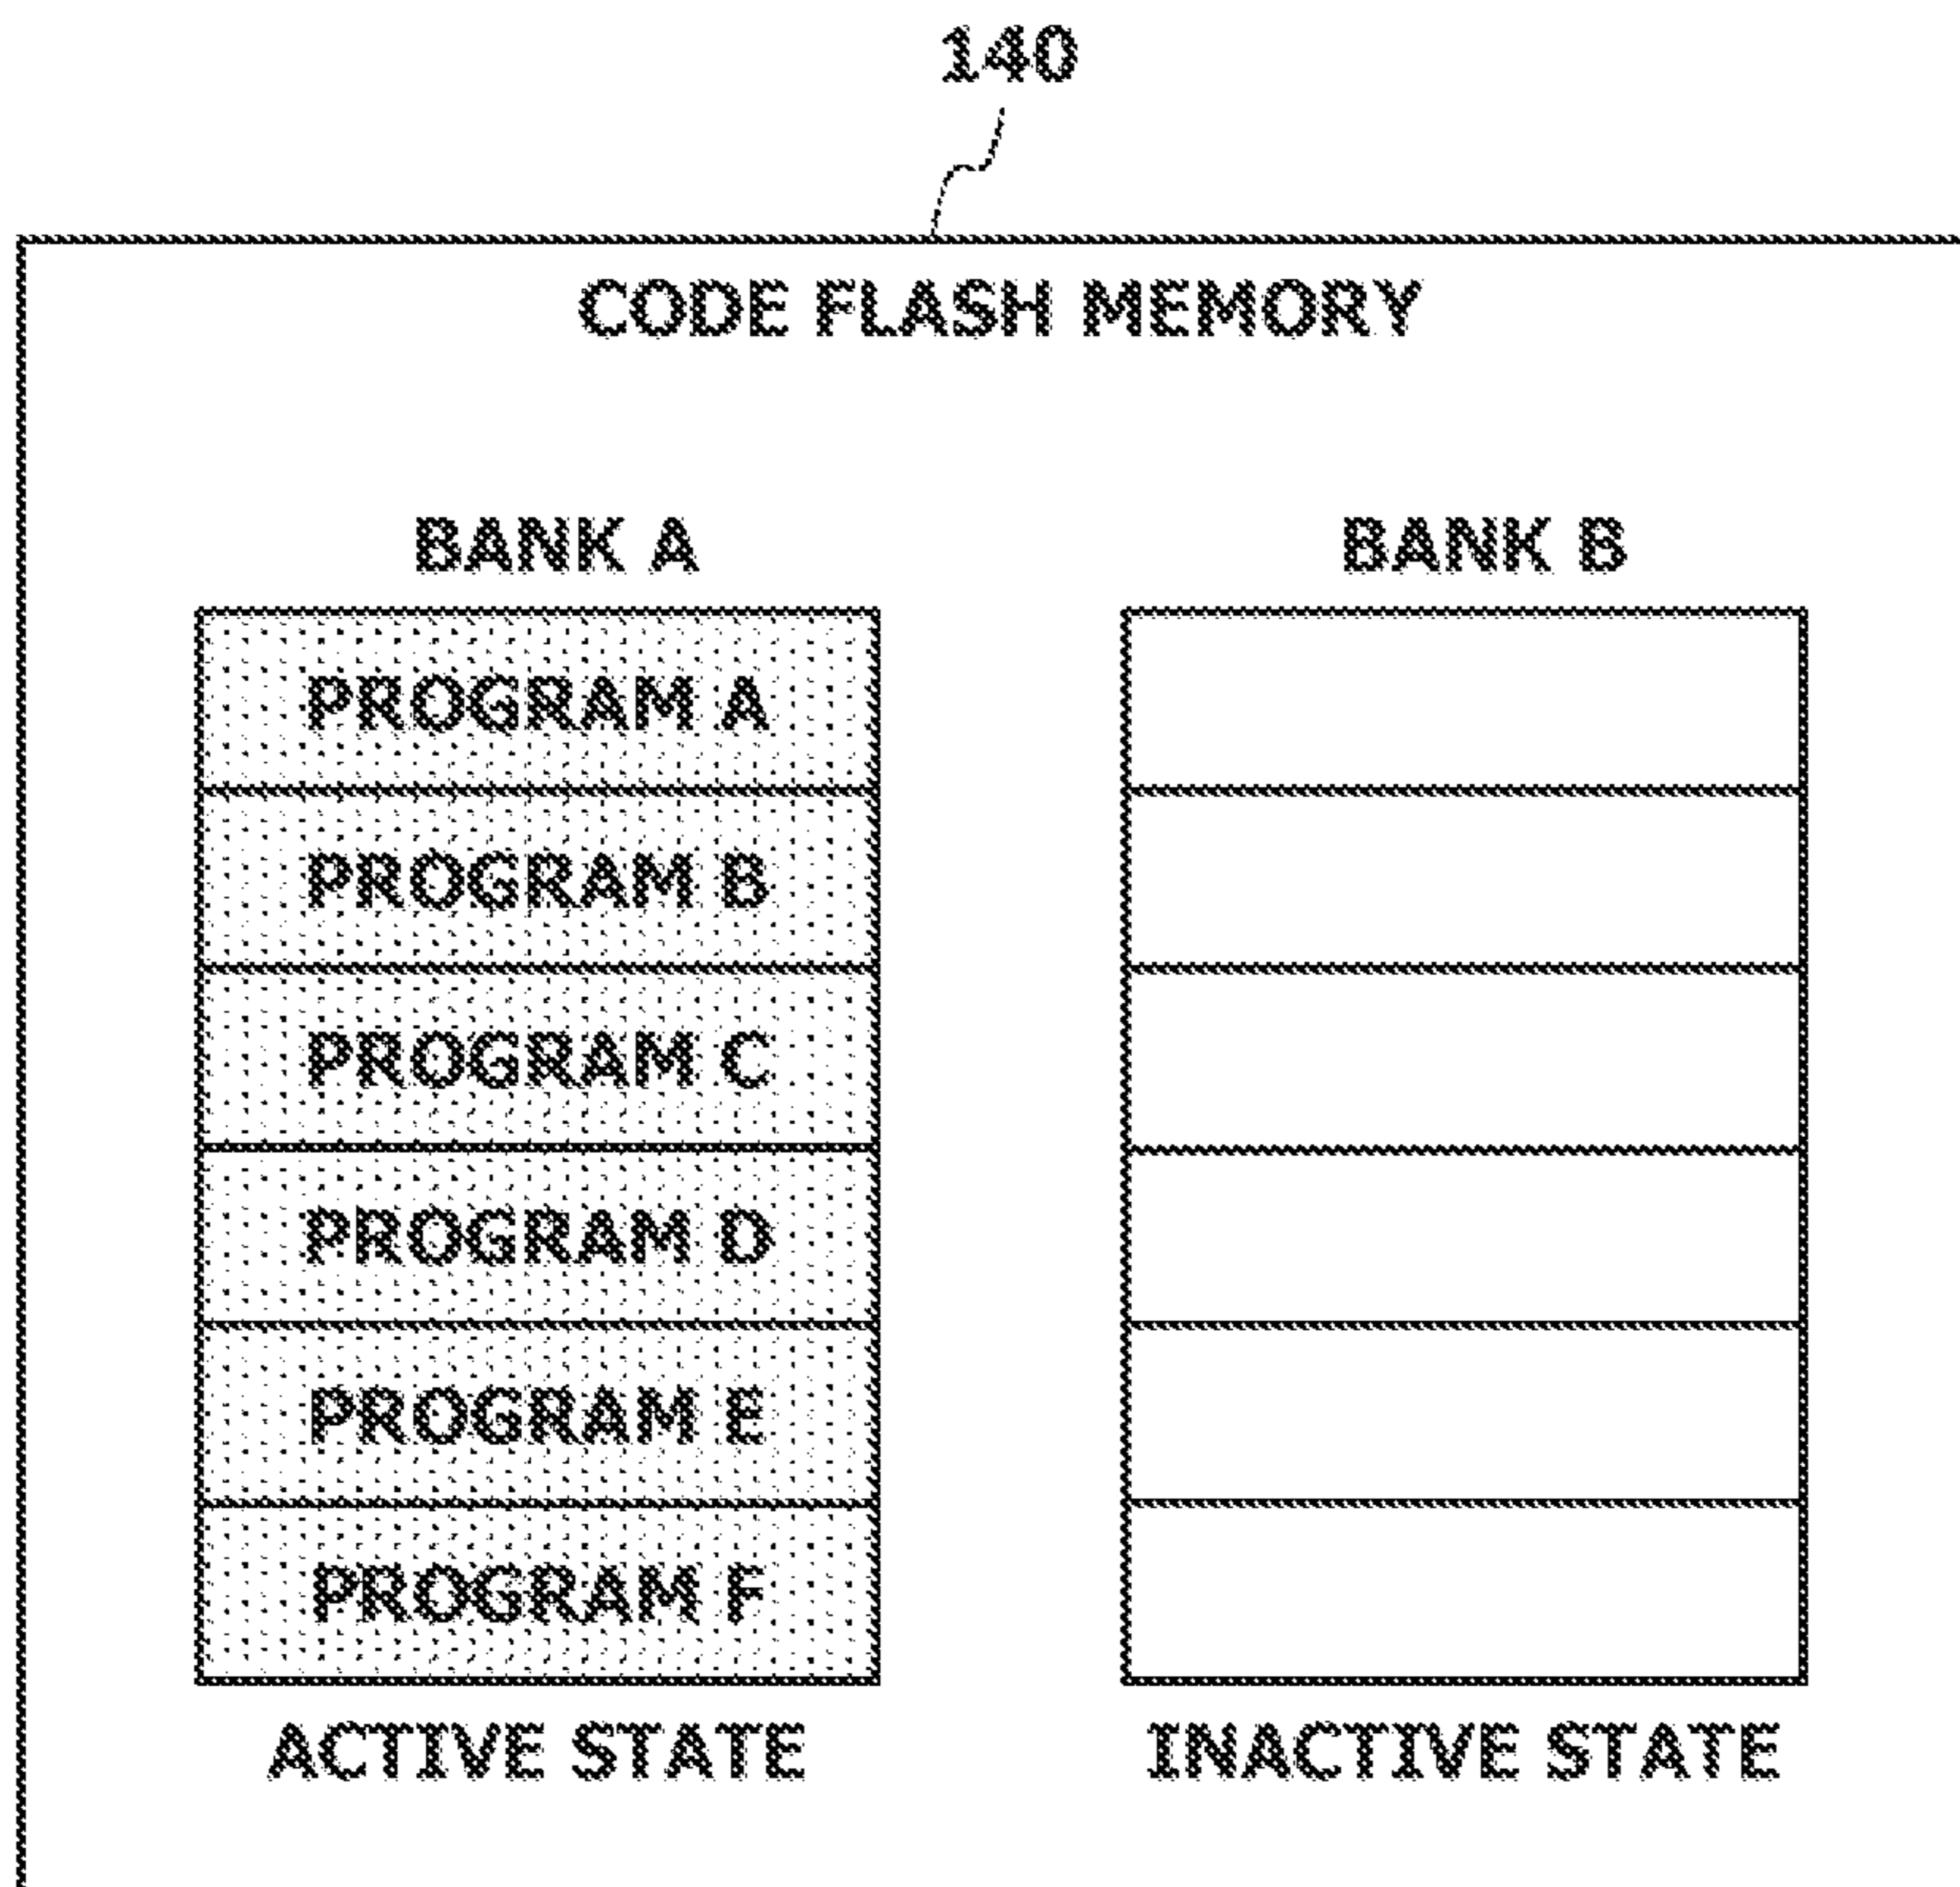 140
CODE FLASH MEMORY
BANK A
BANK B
PROGRAM A
PROGRAM B
PROGRAM C
PROGRAM D
PROGRAM E
PROGRAM F
ACTIVE STATE
INACTIVE STATE